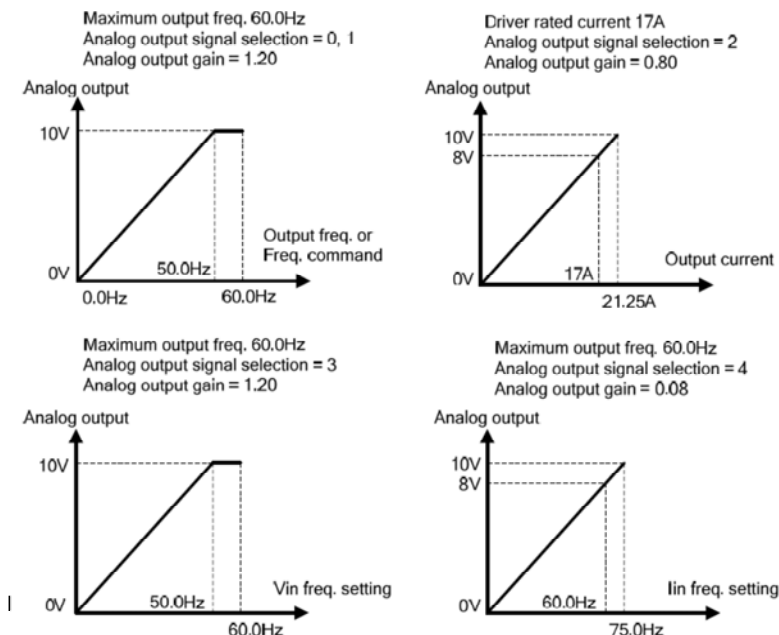 Maximum output freq. 60.0Hz
Analog output signal selection = 0, 1
Analog output gain = 1.20
Analog output
10V
0V
50.0Hz
0.0Hz
60.0Hz
Output freq. or
Freq. command
Driver rated current 17A
Analog output signal selection = 2
Analog output gain = 0.80
Analog output
10V
8V
0V
17A
21.25A
Output current
Maximum output freq. 60.0Hz
Analog output signal selection = 3
Analog output gain = 1.20
Analog output
10V
0V
50.0Hz
60.0Hz
Vin freq. setting
Maximum output freq. 60.0Hz
Analog output signal selection = 4
Analog output gain = 0.08
Analog output
10V
8V
0V
60.0Hz
75.0Hz
Iin freq. setting